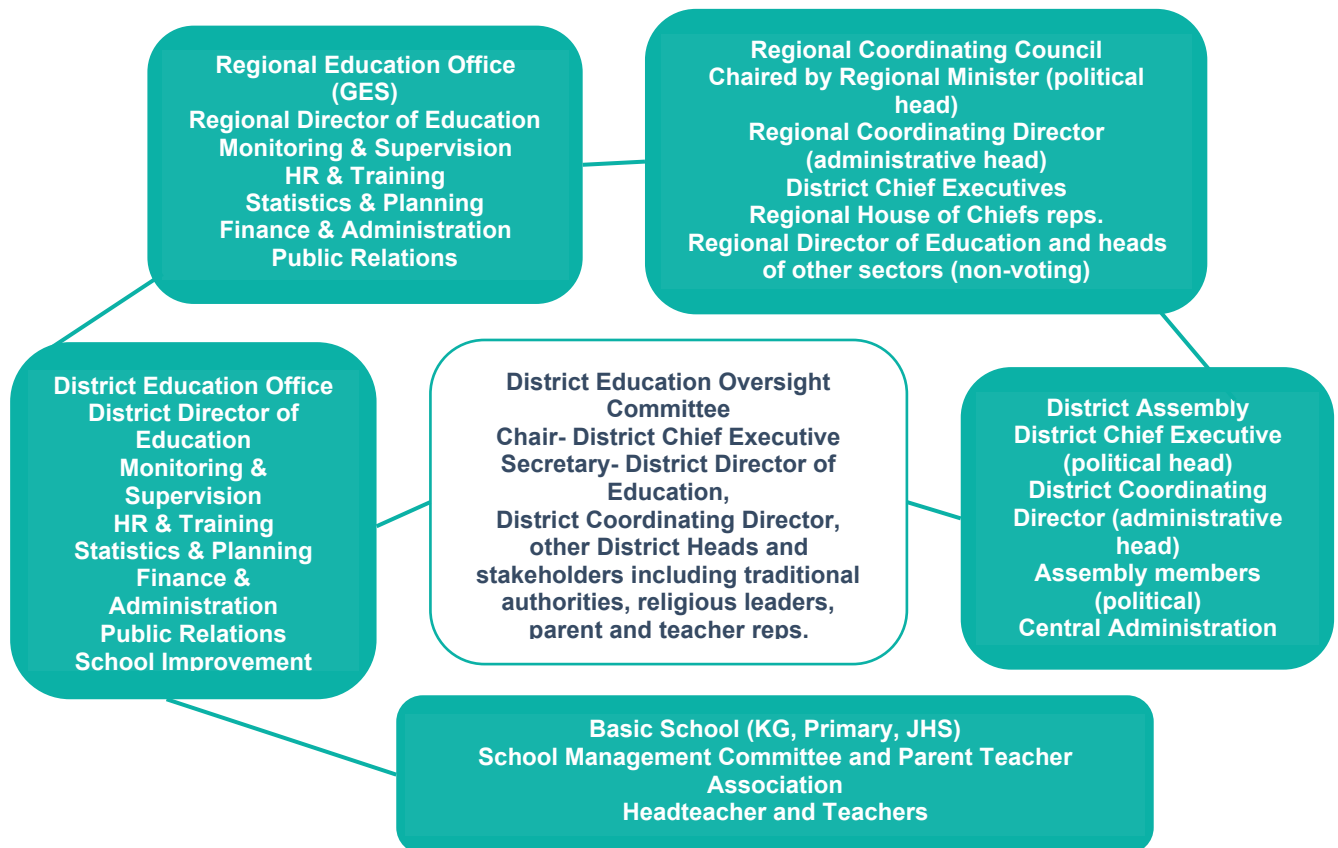 Regional Education Office
(GES)
Regional Director of Education
Monitoring & Supervision
HR & Training
Statistics & Planning
Finance & Administration
Public Relations
Regional Coordinating Council
Chaired by Regional Minister (political
head)
Regional Coordinating Director
(administrative head)
District Chief Executives
Regional House of Chiefs reps.
Regional Director of Education and heads
of other sectors (non-voting)
District Education Office
District Director of
Education
Monitoring &
Supervision
HR & Training
Statistics & Planning
Finance &
Administration
Public Relations
School Improvement
District Education Oversight
Committee
Chair- District Chief Executive
Secretary- District Director of
Education,
District Coordinating Director,
other District Heads and
stakeholders including traditional
authorities, religious leaders,
parent and teacher reps.
District Assembly
District Chief Executive
(political head)
District Coordinating
Director (administrative
head)
Assembly members
(political)
Central Administration
Basic School (KG, Primary, JHS)
School Management Committee and Parent Teacher
Association
Headteacher and Teachers